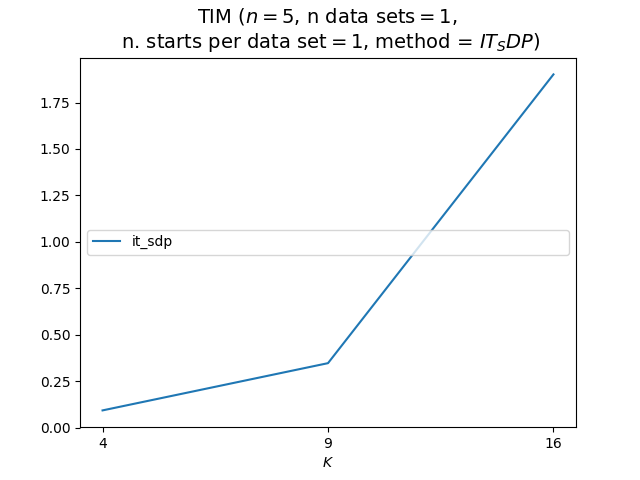 TIM (n = 5, n data sets = 1,
n. starts per data set = 1, method = IT_SDP)
1.75
1.50
1.25
1.00
0.75
0.50
0.25
0.00
it_sdp
4 9 16
K